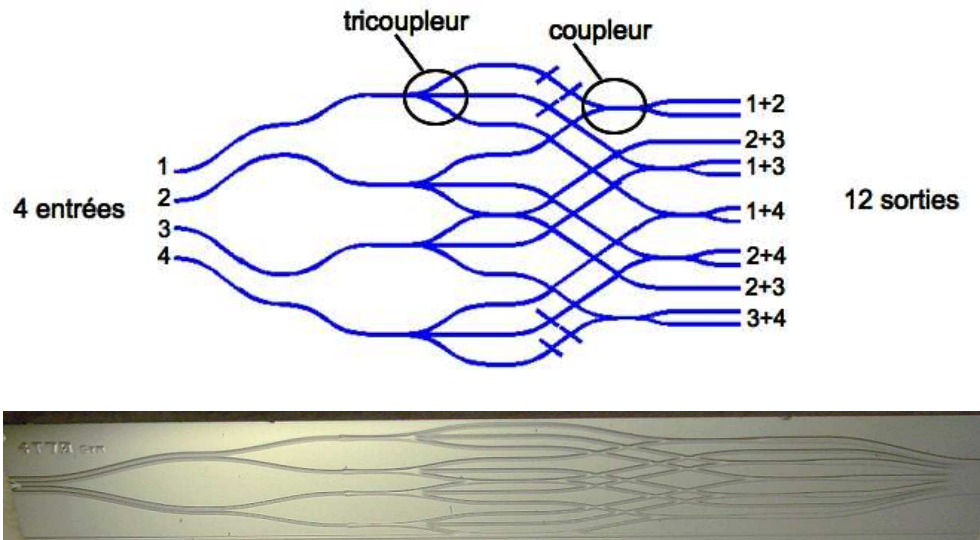 tricoupleur
coupleur
4 entrées
1
2
3
4
1+2
2+3
1+3
1+4
2+4
2+3
3+4
12 sorties